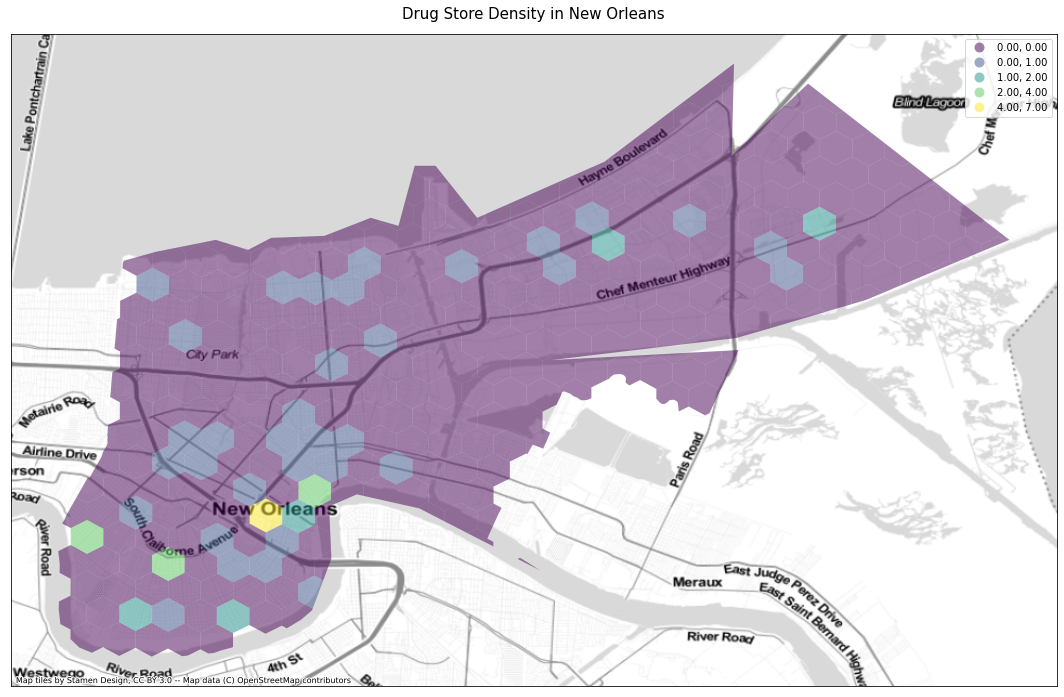 Drug Store Density in New Orleans
0.00, 0.00
0.00, 1.00
1.00, 2.00
2.00, 4.00
4.00, 7.00
Lake Pontchartrain Ca
Blind Lagoon
Chef M
Hayne Boulevard
Chef Menteur Highway
City Park
Metairie Road
Airline Drive
erson
Road
Paris Road
New Orleans
South Claiborne Avenue
River Road
East Judge Perez Drive
Meraux
East Saint Bernard Highwa
River Road
4th St
River Road
Westwego
Map tiles by Stamen Design, CC BY 3.0 -- Map data (C) OpenStreetMap contributors